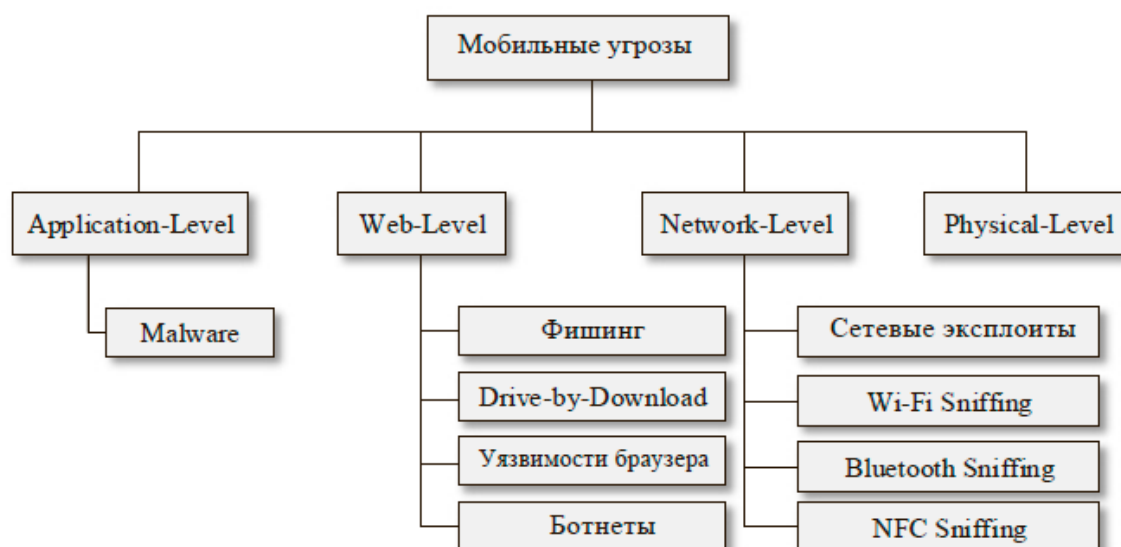 Мобильные угрозы
Application-Level
Web-Level
Network-Level
Physical-Level
Malware
Фишинг
Drive-by-Download
Уязвимости браузера
Ботнеты
Сетевые эксплоиты
Wi-Fi Sniffing
Bluetooth Sniffing
NFC Sniffing